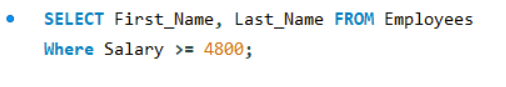 SELECT First_Name, Last_Name FROM Employees
Where Salary >= 4800;